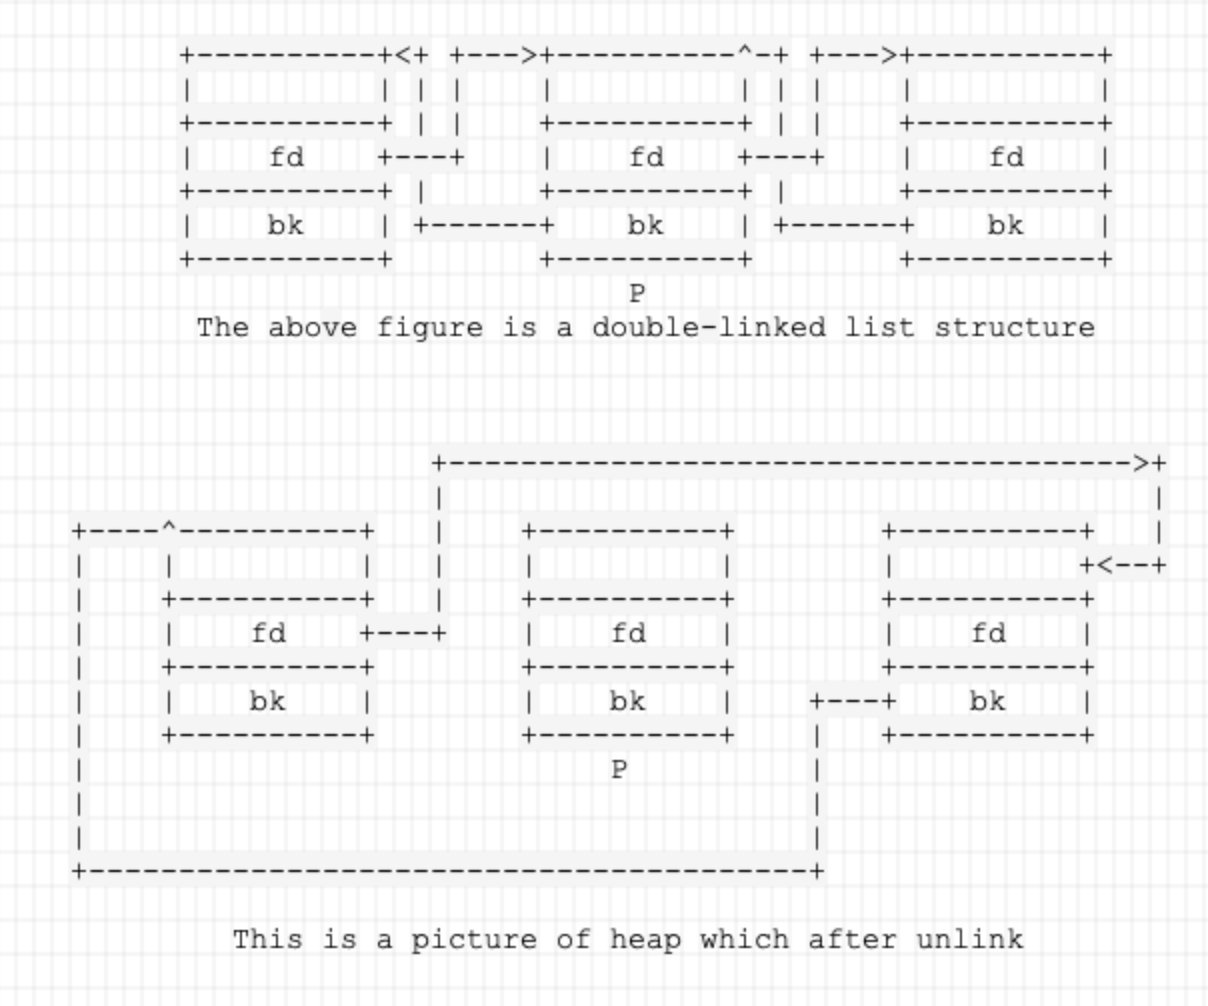 fd fd fd
bk bk bk
P
The above figure is a double-linked list structure
fd fd fd
bk bk bk
P
This is a picture of heap which after unlink